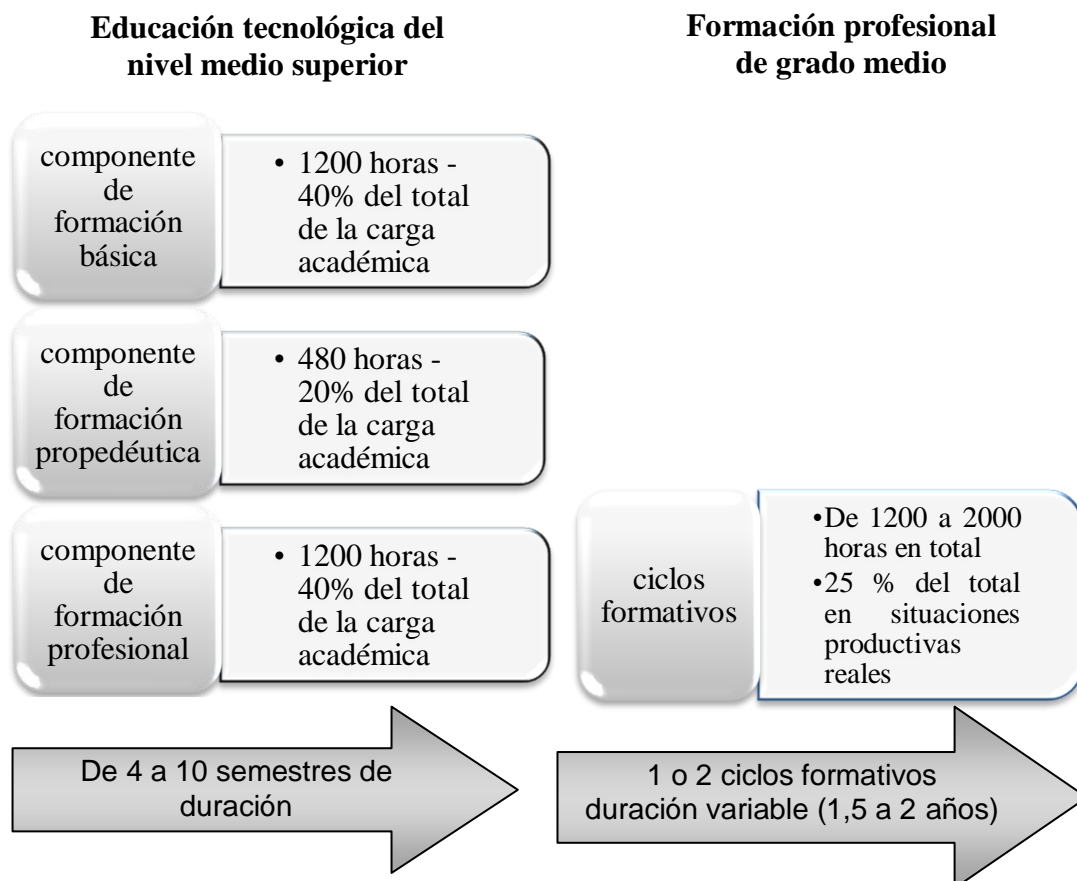 Educación tecnológica del
nivel medio superior
Formación profesional
de grado medio
componente
de
formación
básica
• 1200 horas -
40% del total
de la carga
académica
componente
de
formación
propedéutica
• 480 horas -
20% del total
de la carga
académica
componente
de
formación
profesional
• 1200 horas -
40% del total
de la carga
académica
ciclos
formativos
•De 1200 a 2000
horas en total
•25 % del total
en situaciones
productivas
reales
De 4 a 10 semestres de
duración
1 o 2 ciclos formativos
duración variable (1,5 a 2 años)